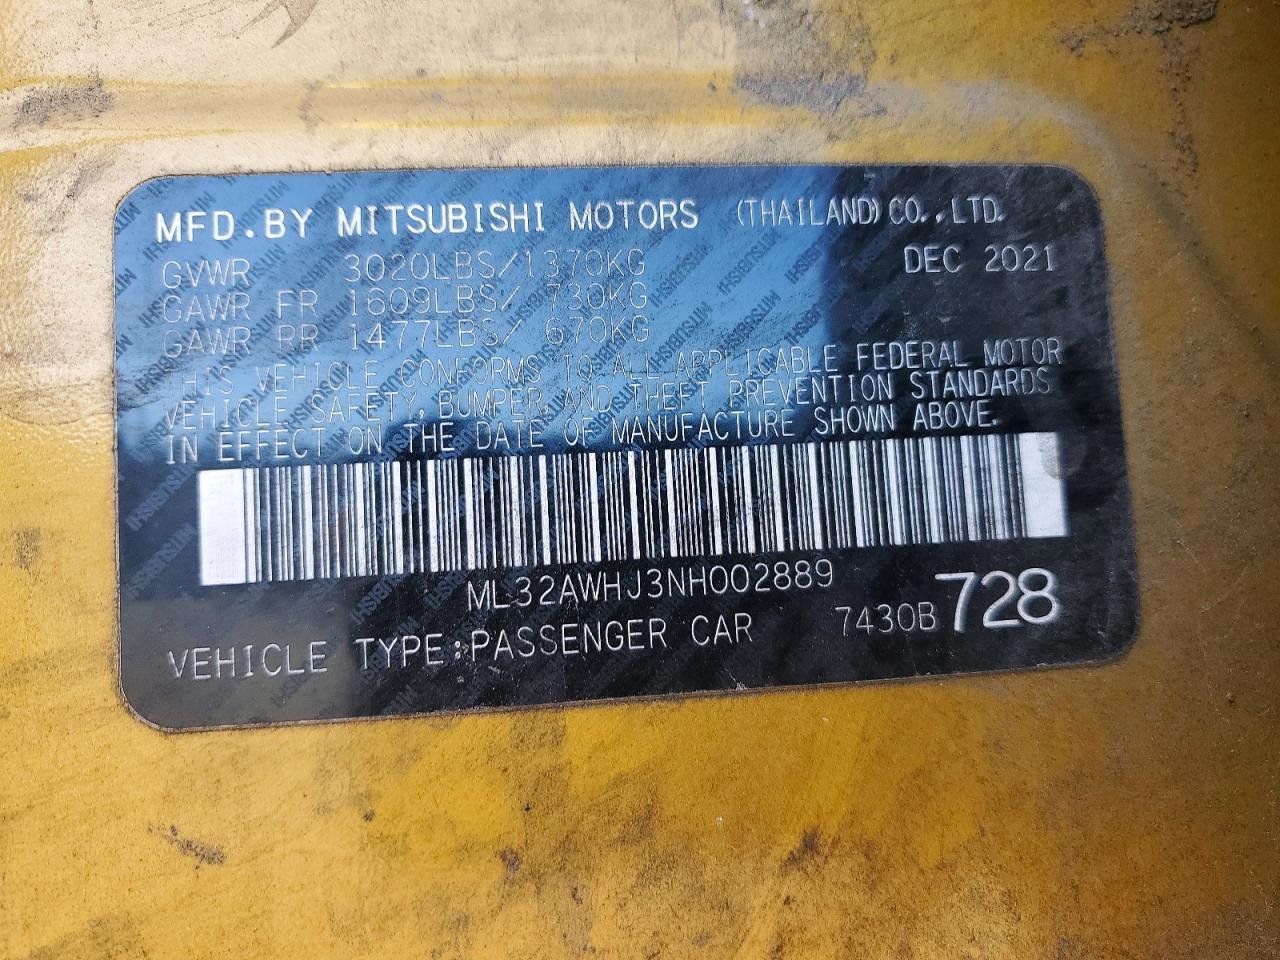 MFD.BY MITSUBISHI MOTORS (THAILAND) CO.,LTD.
GVWR 3020LBS/1370KG DEC 2021
GAWR FR 1609LBS/ 730KG
GAWR RR 1477LBS/ 670KG
THIS VEHICLE CONFORMS TO ALL APPLICABLE FEDERAL MOTOR
VEHICLE SAFETY, BUMPER AND THEFT PREVENTION STANDARDS
IN EFFECT ON THE DATE OF MANUFACTURE SHOWN ABOVE.
ML32AWHJ3NH002889
7430B 728
VEHICLE TYPE:PASSENGER CAR